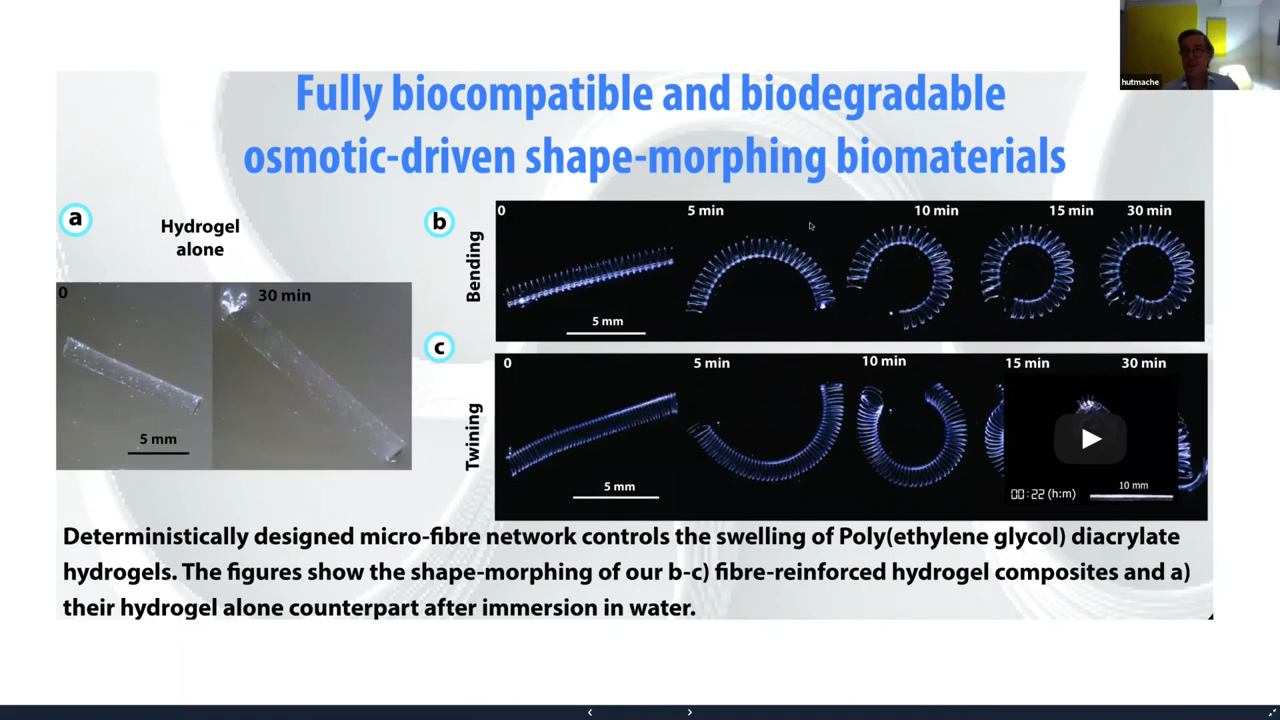 hutmache
Fully biocompatible and biodegradable
osmotic-driven shape-morphing biomaterials
a
Hydrogel
alone
0
30 min
5 mm
b
Bending
0
5 min
10 min
15 min
30 min
5 mm
c
Twining
0
5 min
10 min
15 min
30 min
5 mm
00:22 (h:m)
10 mm
Deterministically designed micro-fibre network controls the swelling of Poly(ethylene glycol) diacrylate
hydrogels. The figures show the shape-morphing of our b-c) fibre-reinforced hydrogel composites and a)
their hydrogel alone counterpart after immersion in water.